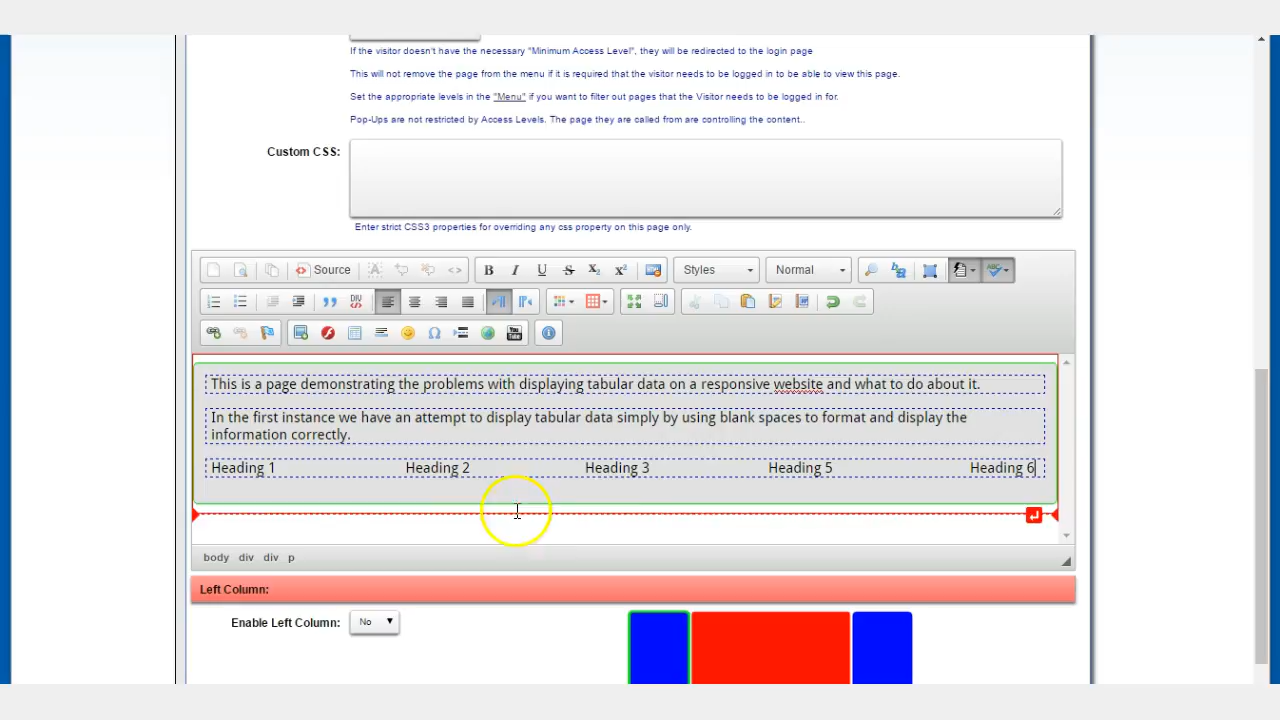 If the visitor doesn't have the necessary "Minimum Access Level", they will be redirected to the login page
This will not remove the page from the menu if it is required that the visitor needs to be logged in to be able to view this page.
Set the appropriate levels in the "Menu" if you want to filter out pages that the Visitor needs to be logged in for.
Pop-Ups are not restricted by Access Levels. The page they are called from are controlling the content..
Custom CSS:
Enter strict CSS3 properties for overriding any css property on this page only.
Source
B I U S x₂ x² Styles Normal
DIV
Ω You Tube
This is a page demonstrating the problems with displaying tabular data on a responsive website and what to do about it.
In the first instance we have an attempt to display tabular data simply by using blank spaces to format and display the
information correctly.
Heading 1 Heading 2 Heading 3 Heading 5 Heading 6
body div div p
Left Column:
Enable Left Column: No